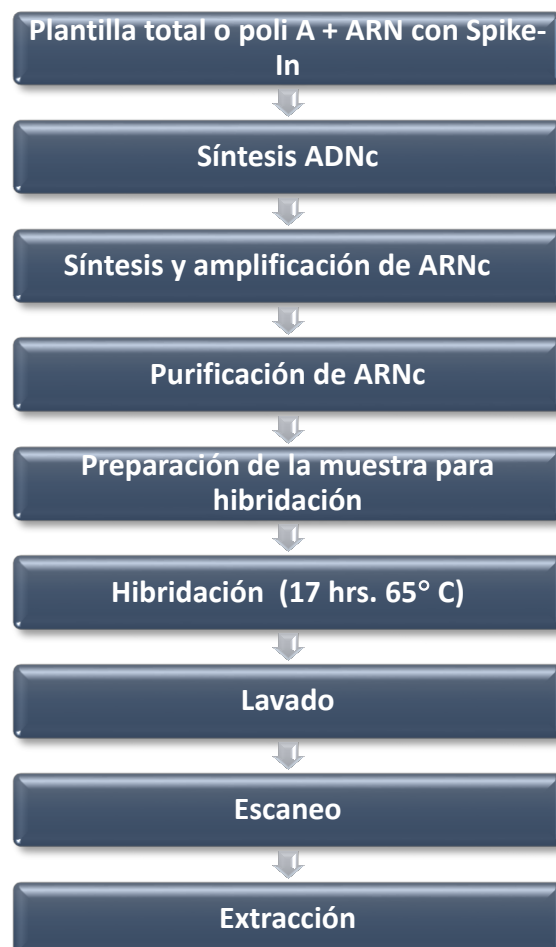 Plantilla total o poli A + ARN con Spike-
In
Síntesis ADNc
Síntesis y amplificación de ARNc
Purificación de ARNc
Preparación de la muestra para
hibridación
Hibridación (17 hrs. 65° C)
Lavado
Escaneo
Extracción